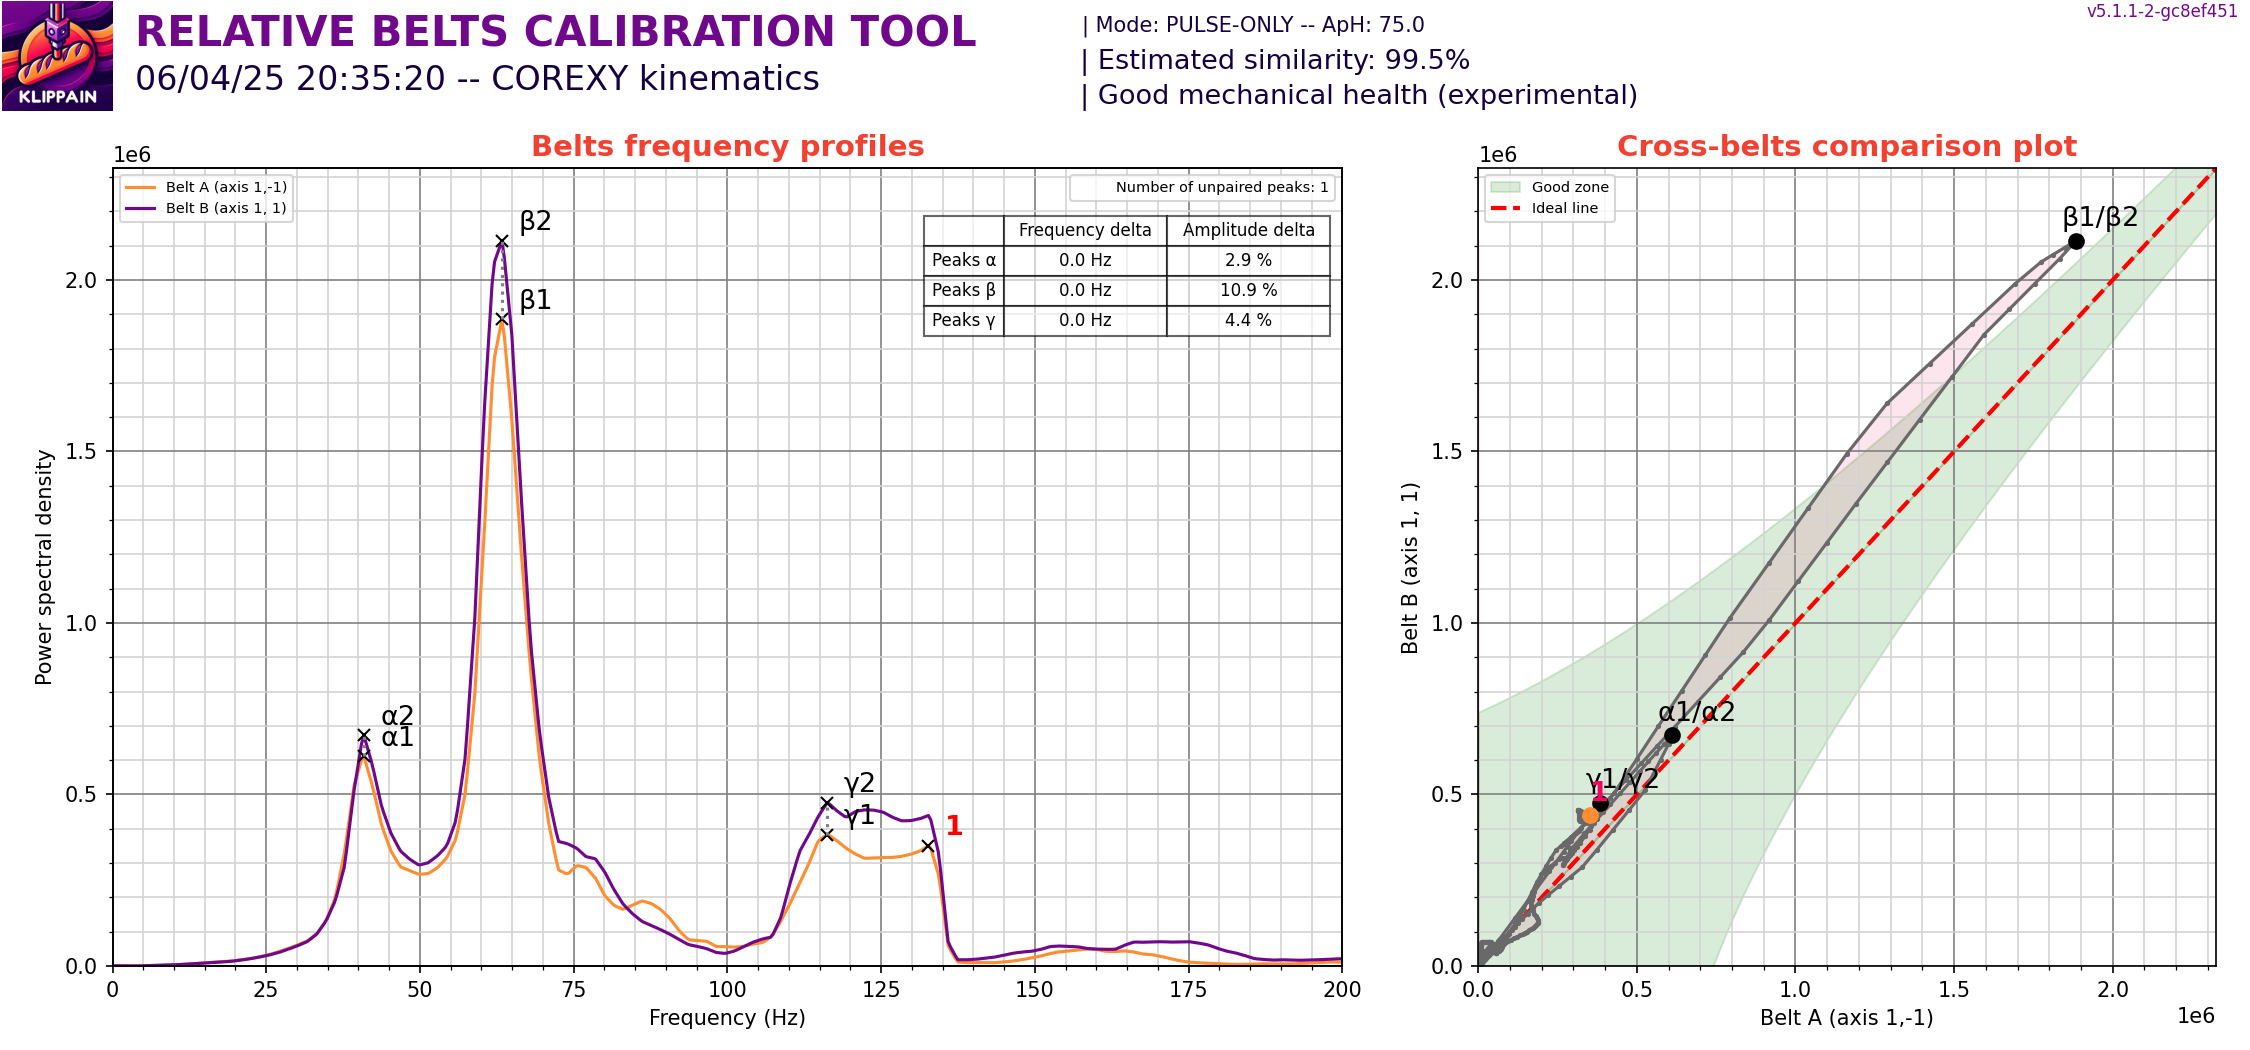 KLIPPAIN
RELATIVE BELTS CALIBRATION TOOL
06/04/25 20:35:20 -- COREXY kinematics
| Mode: PULSE-ONLY -- ApH: 75.0
| Estimated similarity: 99.5%
| Good mechanical health (experimental)
v5.1.1-2-gc8ef451
Belts frequency profiles
1e6
Belt A (axis 1,-1)
Belt B (axis 1, 1)
Number of unpaired peaks: 1
Frequency delta Amplitude delta
Peaks α 0.0 Hz 2.9 %
Peaks β 0.0 Hz 10.9 %
Peaks γ 0.0 Hz 4.4 %
β2
β1
α2
α1
γ2
γ1
1
2.0
1.5
1.0
0.5
0.0
Power spectral density
0 25 50 75 100 125 150 175 200
Frequency (Hz)
Cross-belts comparison plot
1e6
Good zone
Ideal line
β1/β2
α1/α2
γ1/γ2
1
2.0
1.5
1.0
0.5
0.0
Belt B (axis 1, 1)
0.0 0.5 1.0 1.5 2.0
Belt A (axis 1,-1)
1e6